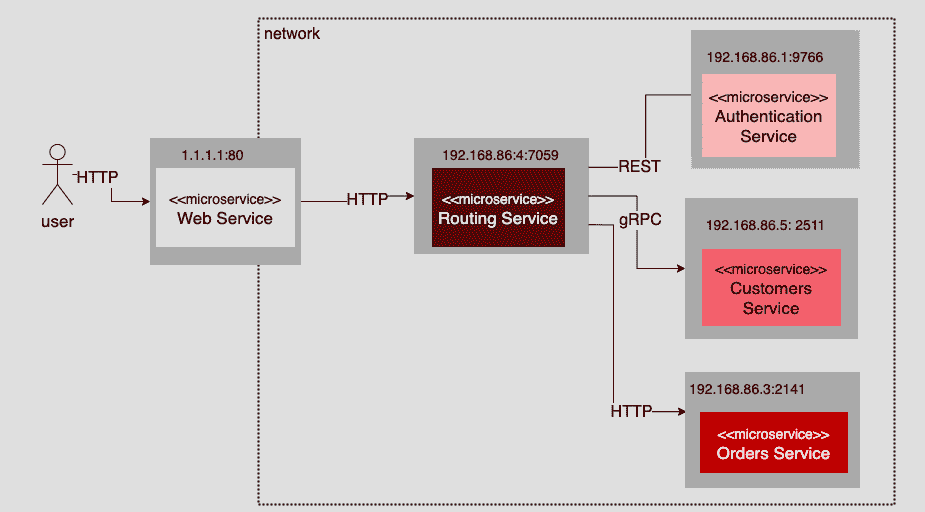 network
user
HTTP
1.1.1.1:80
<<microservice>>
Web Service
HTTP
192.168.86:4:7059
<<microservice>>
Routing Service
REST
gRPC
HTTP
192.168.86.1:9766
<<microservice>>
Authentication
Service
192.168.86.5: 2511
<<microservice>>
Customers
Service
192.168.86.3:2141
<<microservice>>
Orders Service